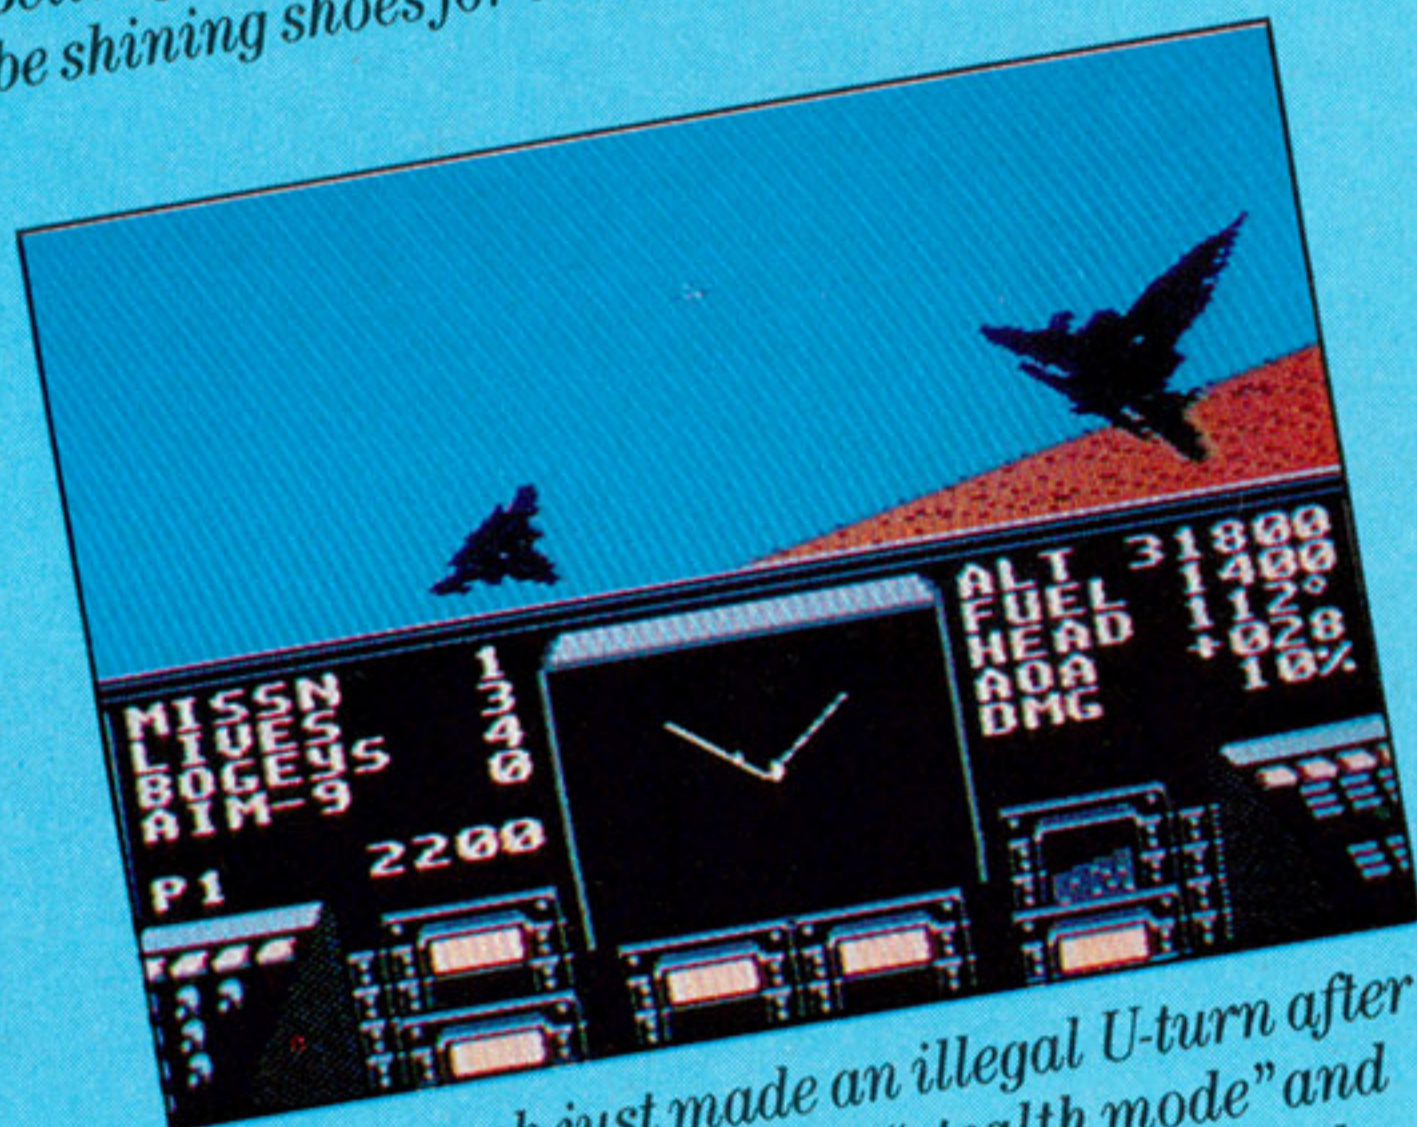 be shining shoes for
MISSN 1
LIVES 3
BOGEYS 4
AIM-9 0
P1 2200
ALT 31800
FUEL 1400
HEAD 112°
AOA +028
DMG 10%
just made an illegal U-turn after
"stealth mode" and